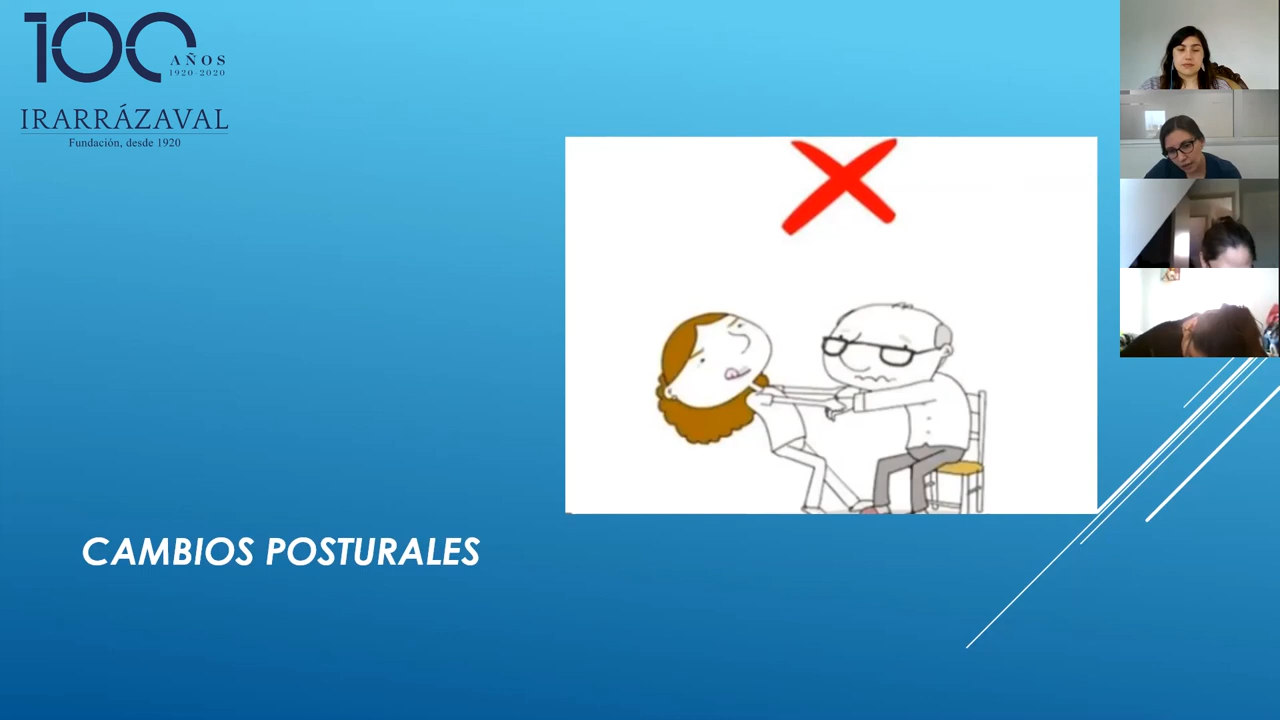 100
AÑOS
1920-2020
IRARRÁZAVAL
Fundación, desde 1920
CAMBIOS POSTURALES